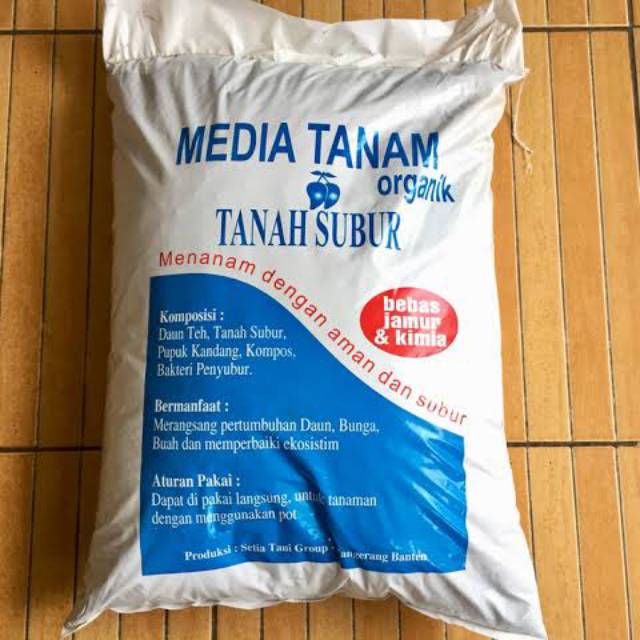 MEDIA TANAM
organik
TANAH SUBUR
Menanam dengan aman dan subur
bebas
jamur
& kimia
Komposisi :
Daun Teh, Tanah Subur,
Pupuk Kandang, Kompos,
Bakteri Penyubur.
Bermanfaat :
Merangsang pertumbuhan Daun, Bunga,
Buah dan memperbaiki ekosistim
Aturan Pakai :
Dapat di pakai langsung, untuk tanaman
dengan menggunakan pot
Produksi : Setia Tani Group - Tangerang Banten